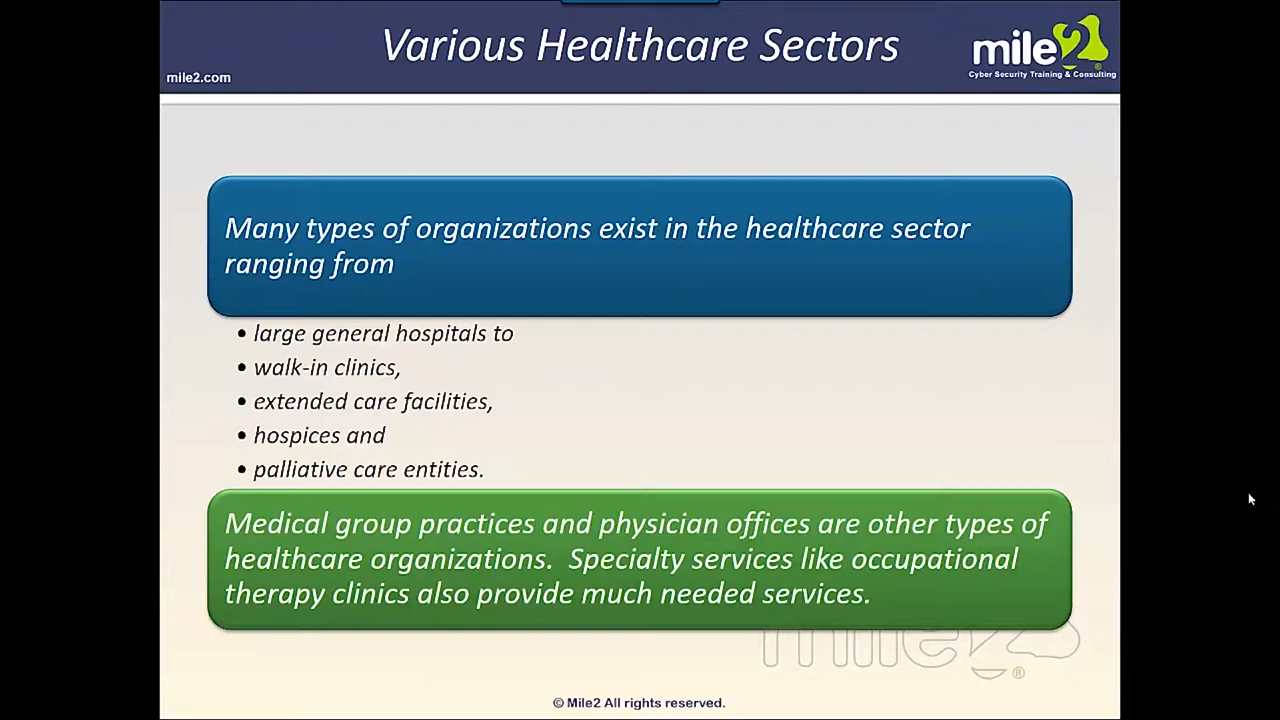 Various Healthcare Sectors
mile2
mile2.com
Cyber Security Training & Consulting
Many types of organizations exist in the healthcare sector
ranging from
• large general hospitals to
• walk-in clinics,
• extended care facilities,
• hospices and
• palliative care entities.
Medical group practices and physician offices are other types of
healthcare organizations.  Specialty services like occupational
therapy clinics also provide much needed services.
mile2®
© Mile2 All rights reserved.